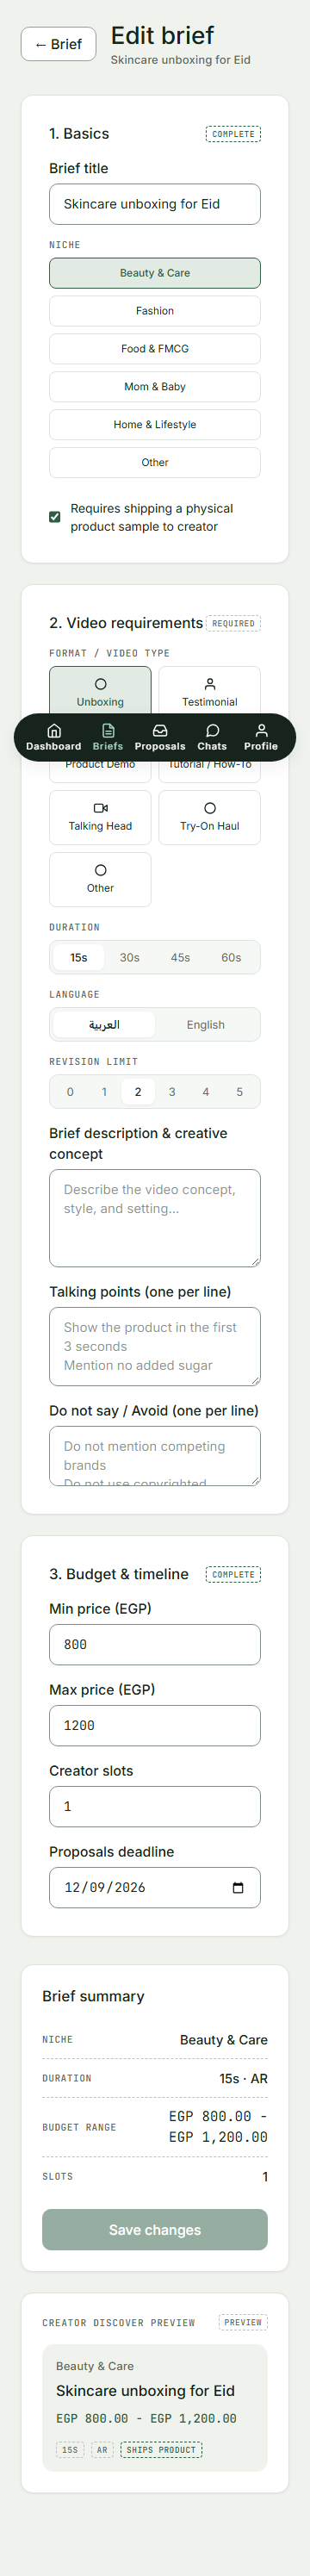 ← Brief
Edit brief
Skincare unboxing for Eid
1. Basics
COMPLETE
Brief title
Skincare unboxing for Eid
NICHE
Beauty & Care
Fashion
Food & FMCG
Mom & Baby
Home & Lifestyle
Other
Requires shipping a physical
product sample to creator
2. Video requirements
REQUIRED
FORMAT / VIDEO TYPE
Unboxing
Testimonial
Dashboard
Briefs
Proposals
Chats
Profile
Product Demo
Tutorial / How-To
Talking Head
Try-On Haul
Other
DURATION
15s
30s
45s
60s
LANGUAGE
العربية
English
REVISION LIMIT
0
1
2
3
4
5
Brief description & creative
concept
Describe the video concept,
style, and setting...
Talking points (one per line)
Show the product in the first
3 seconds
Mention no added sugar
Do not say / Avoid (one per line)
Do not mention competing
brands
Do not use copyrighted
3. Budget & timeline
COMPLETE
Min price (EGP)
800
Max price (EGP)
1200
Creator slots
1
Proposals deadline
12/09/2026
Brief summary
NICHE
Beauty & Care
DURATION
15s · AR
BUDGET RANGE
EGP 800.00 -
EGP 1,200.00
SLOTS
1
Save changes
CREATOR DISCOVER PREVIEW
PREVIEW
Beauty & Care
Skincare unboxing for Eid
EGP 800.00 - EGP 1,200.00
15S
AR
SHIPS PRODUCT